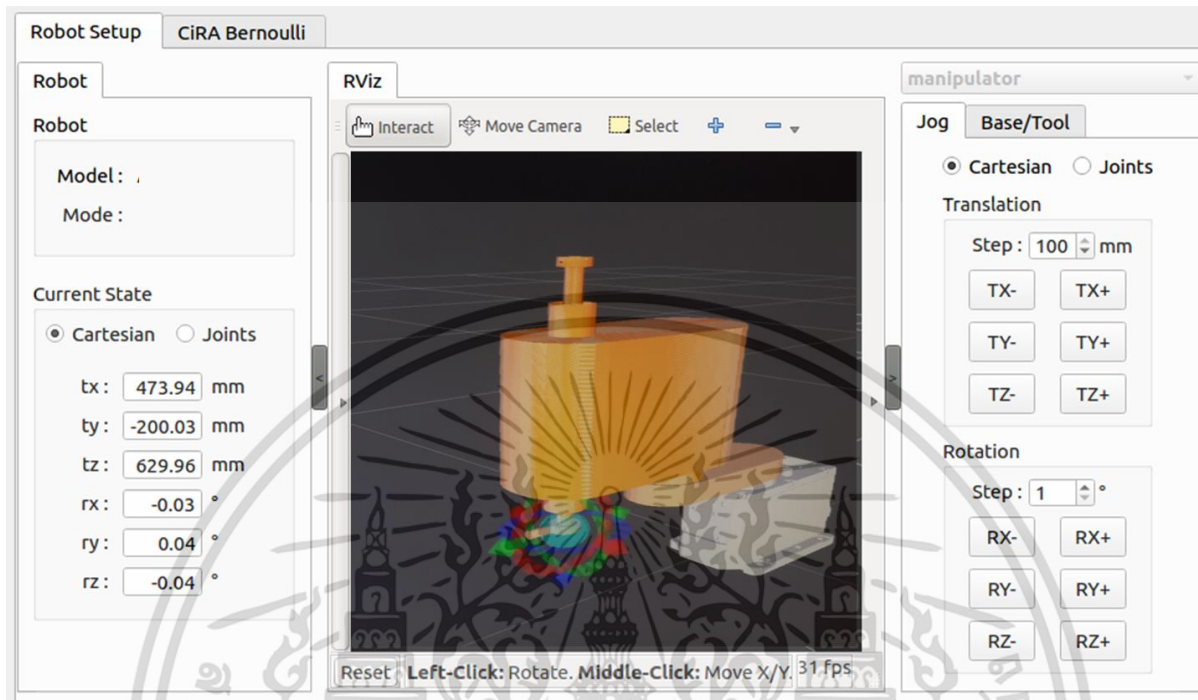 Robot Setup
CiRA Bernoulli
Robot
Robot
Model :
Mode :
Current State
Cartesian Joints
tx : 473.94 mm
ty : -200.03 mm
tz : 629.96 mm
rx : -0.03 °
ry : 0.04 °
rz : -0.04 °
RViz
Interact Move Camera Select
<
>
Reset Left-Click: Rotate. Middle-Click: Move X/Y. 31 fps
manipulator
Jog Base/Tool
Cartesian Joints
Translation
Step : 100 mm
TX- TX+
TY- TY+
TZ- TZ+
Rotation
Step : 1 °
RX- RX+
RY- RY+
RZ- RZ+